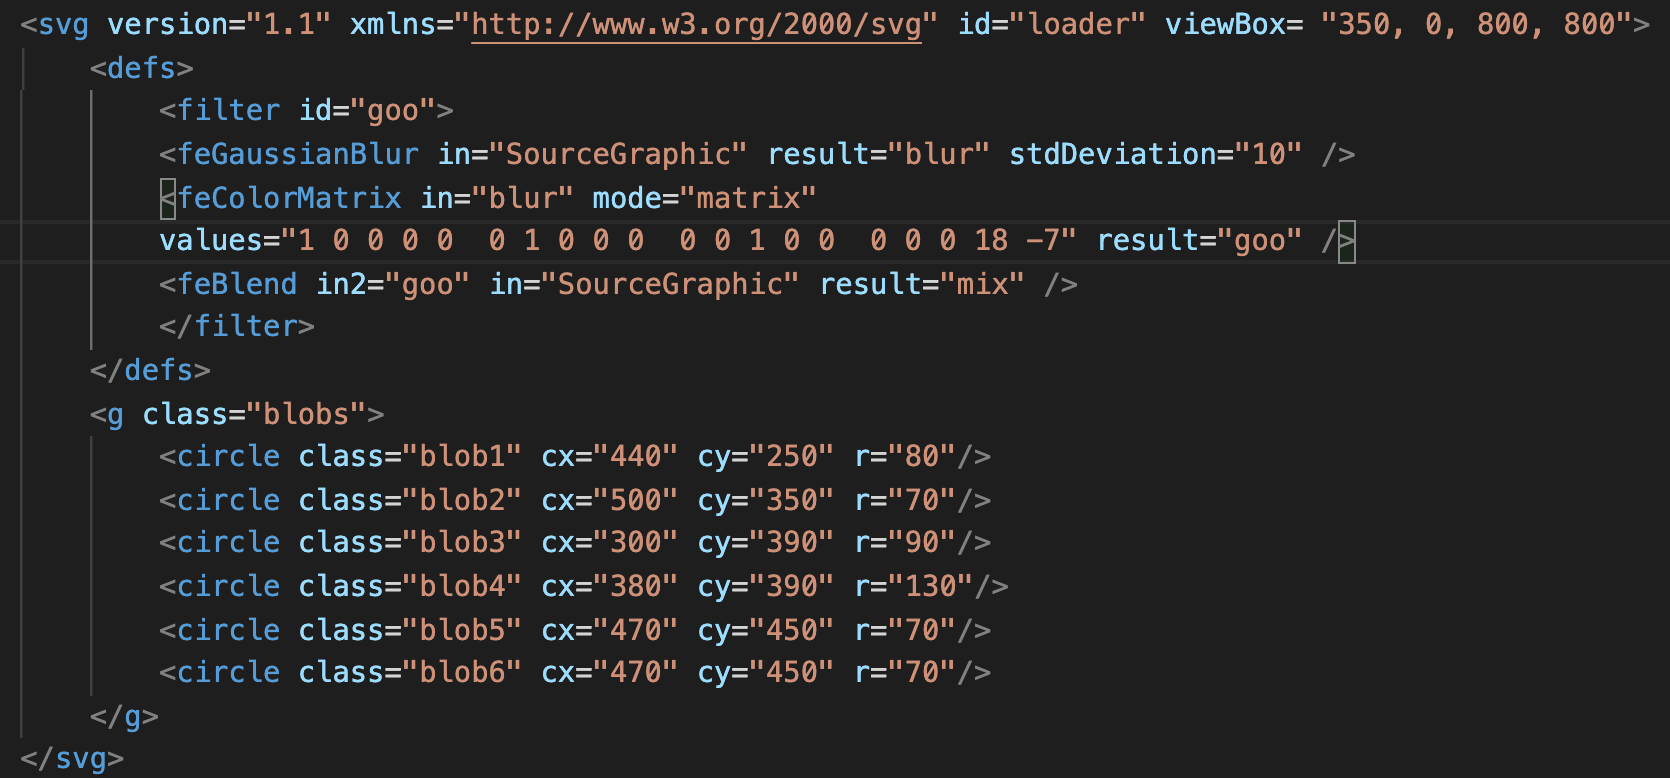 <svg version="1.1" xmlns="http://www.w3.org/2000/svg" id="loader" viewBox= "350, 0, 800, 800">
<defs>
<filter id="goo">
<feGaussianBlur in="SourceGraphic" result="blur" stdDeviation="10" />
<feColorMatrix in="blur" mode="matrix"
values="1 0 0 0 0  0 1 0 0 0  0 0 1 0 0  0 0 0 18 -7" result="goo" />
<feBlend in2="goo" in="SourceGraphic" result="mix" />
</filter>
</defs>
<g class="blobs">
<circle class="blob1" cx="440" cy="250" r="80"/>
<circle class="blob2" cx="500" cy="350" r="70"/>
<circle class="blob3" cx="300" cy="390" r="90"/>
<circle class="blob4" cx="380" cy="390" r="130"/>
<circle class="blob5" cx="470" cy="450" r="70"/>
<circle class="blob6" cx="470" cy="450" r="70"/>
</g>
</svg>